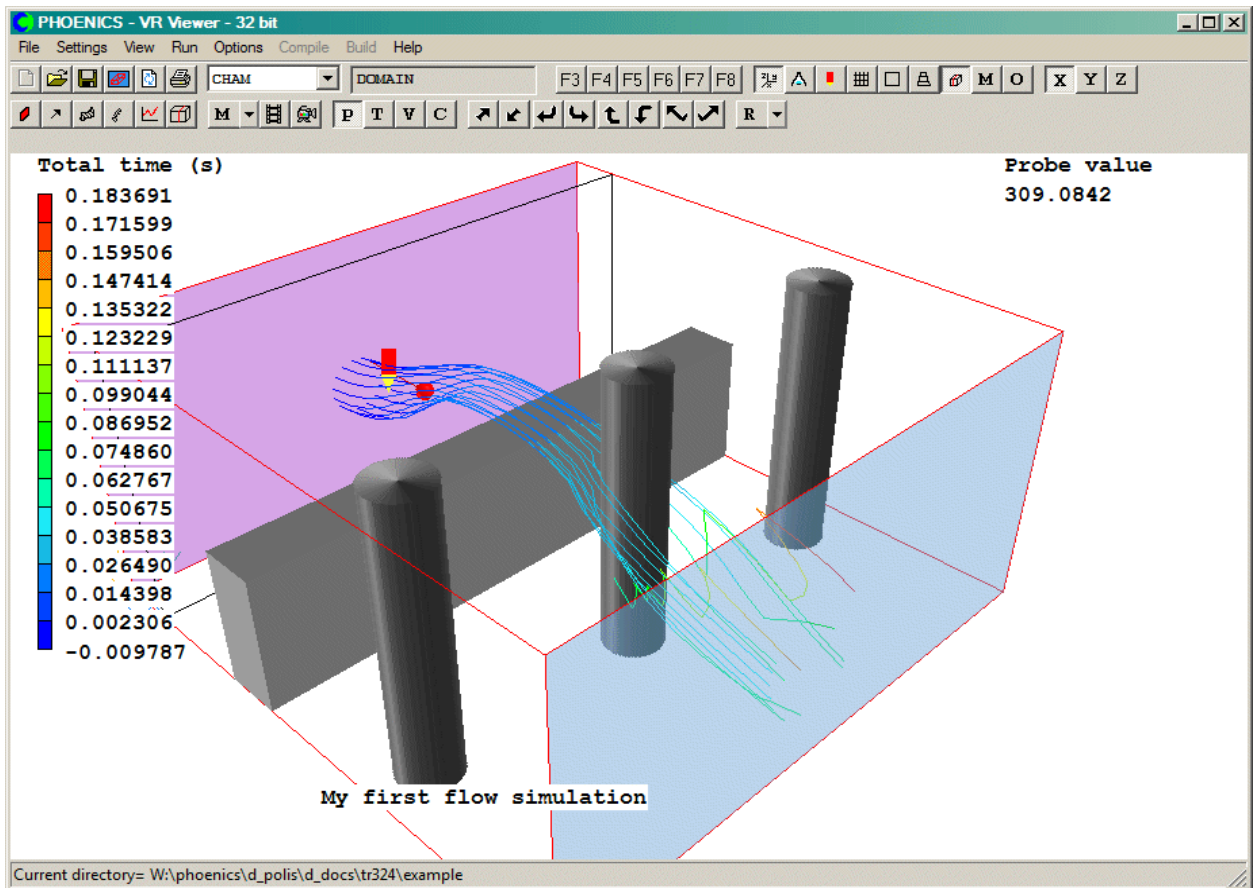 PHOENICS - VR Viewer - 32 bit
File Settings View Run Options Compile Build Help
CHAM DOMAIN F3 F4 F5 F6 F7 F8 M O X Y Z
M P T V C R
Total time (s)
Probe value
0.183691
309.0842
0.171599
0.159506
0.147414
0.135322
0.123229
0.111137
0.099044
0.086952
0.074860
0.062767
0.050675
0.038583
0.026490
0.014398
0.002306
-0.009787
My first flow simulation
Current directory= W:\phoenics\d_polis\d_docs\tr324\example